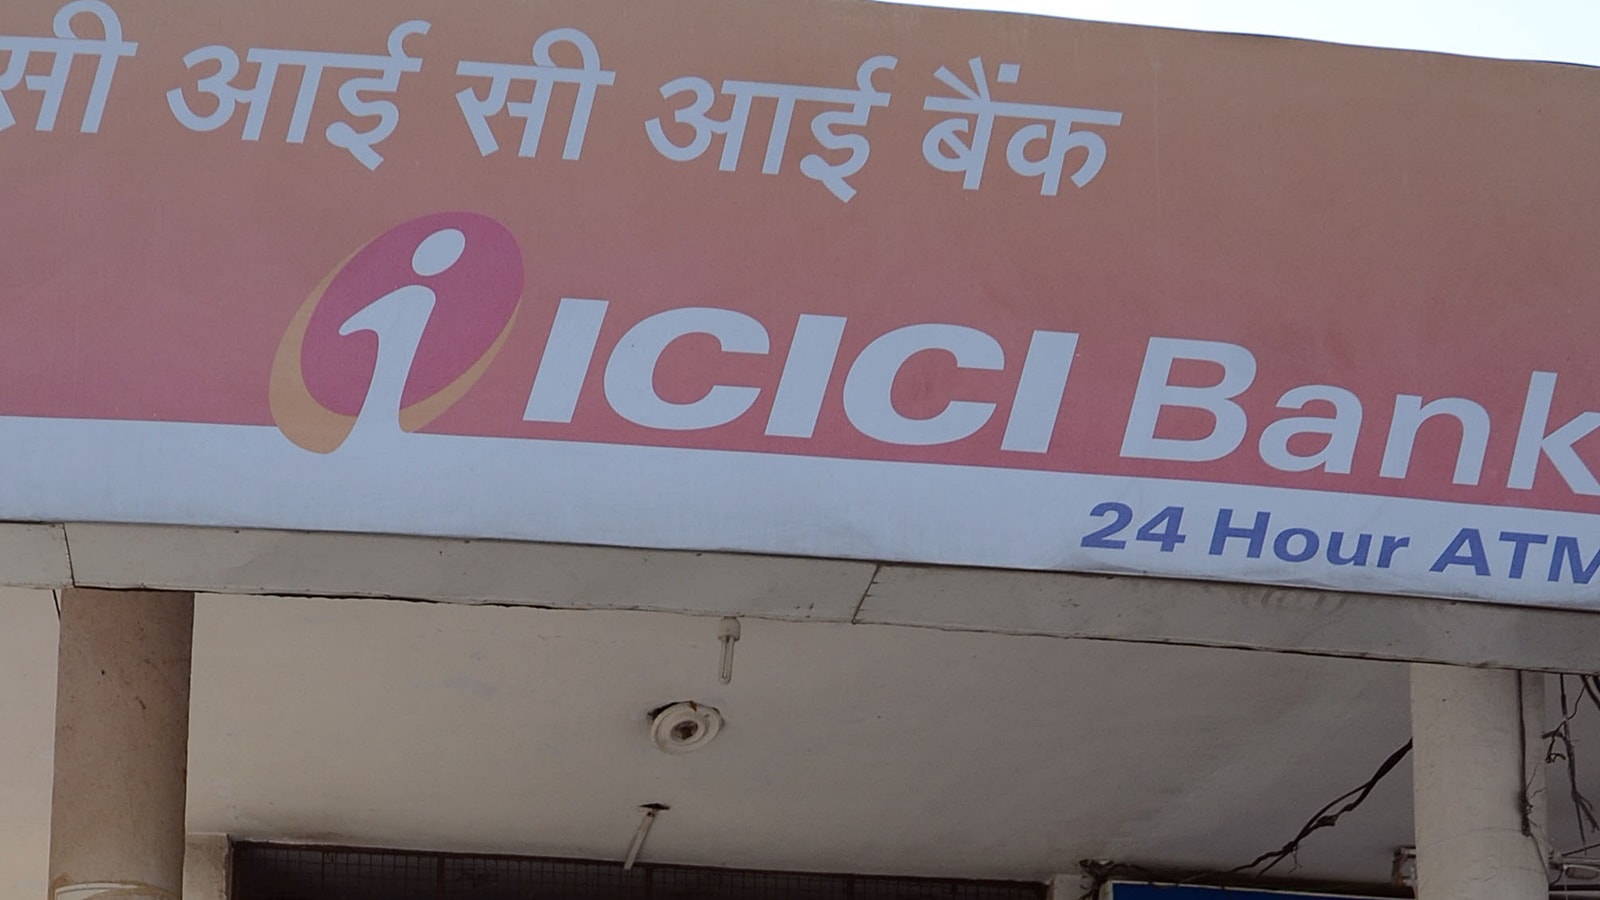 सी आई सी आई बैंक
ICICI Bank
24 Hour ATM